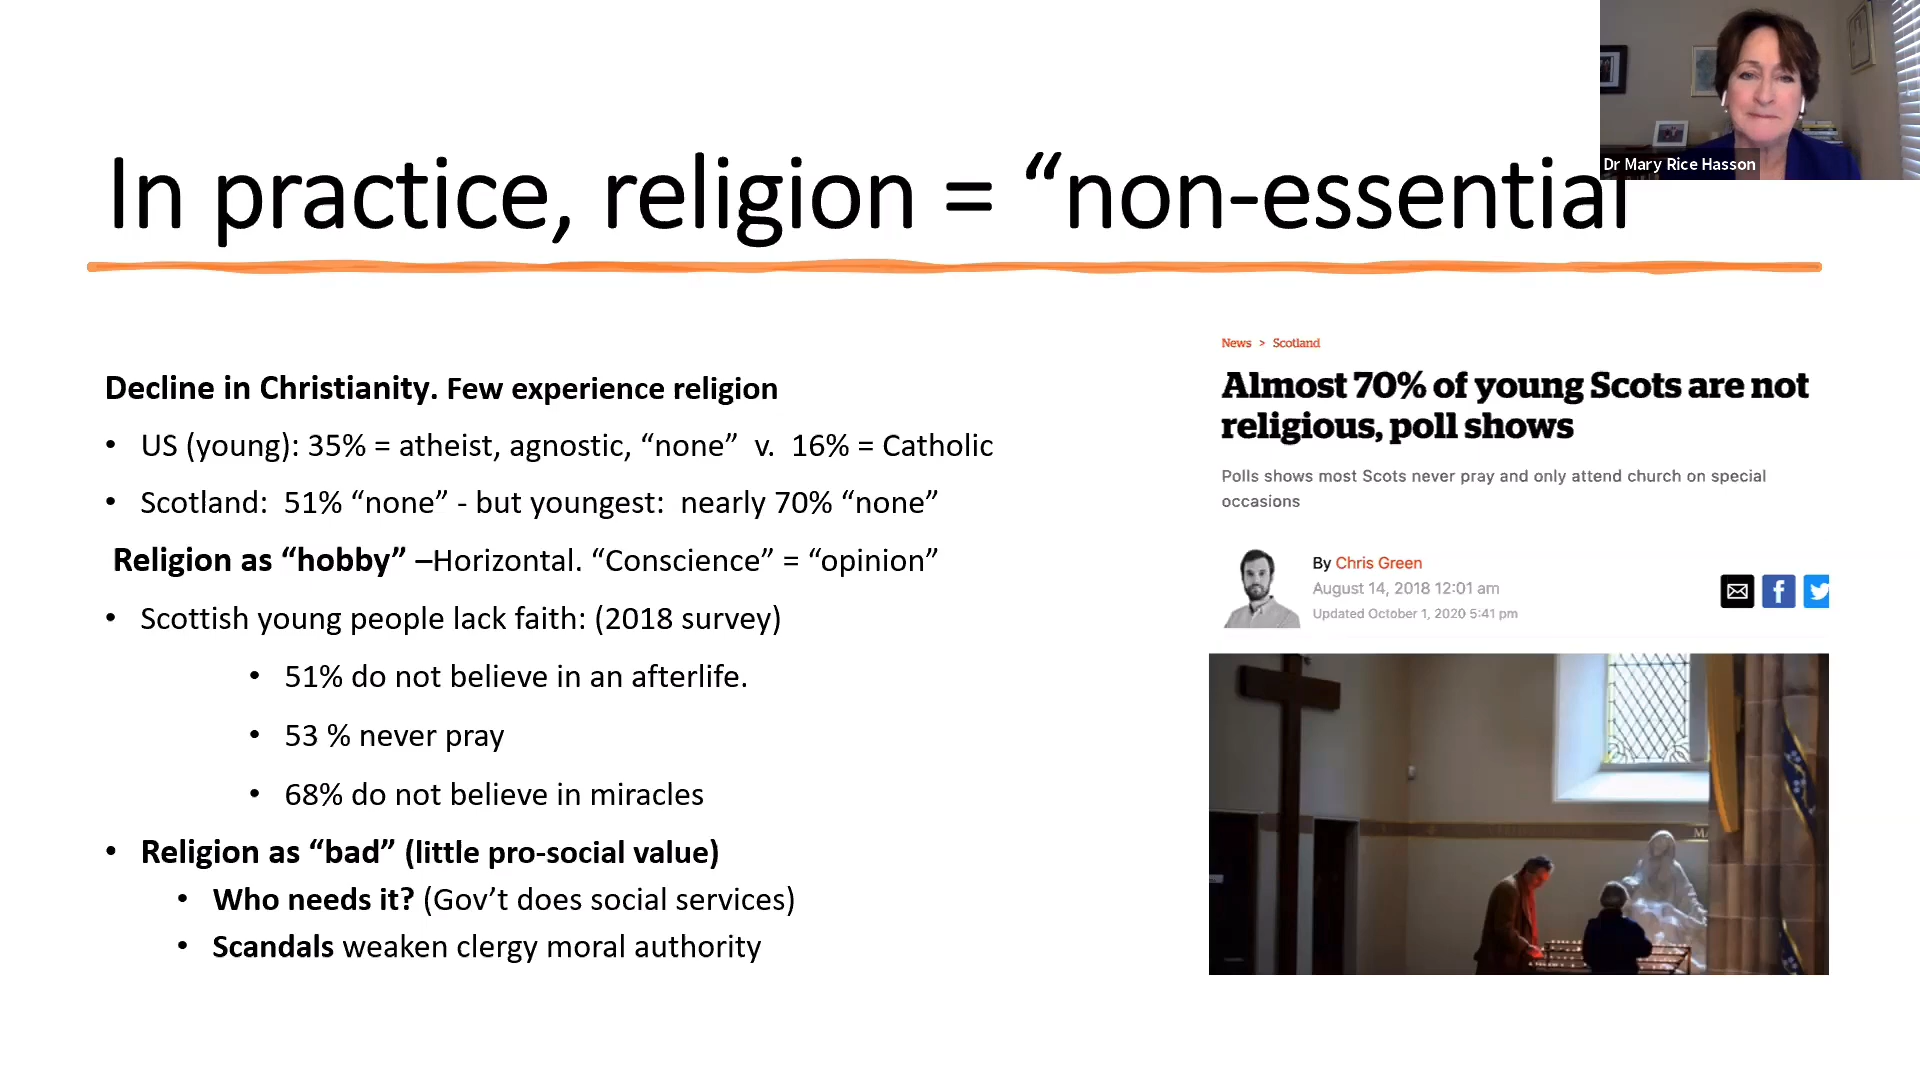 Dr Mary Rice Hasson
In practice, religion = “non-essential
Decline in Christianity. Few experience religion
• US (young): 35% = atheist, agnostic, “none”  v.  16% = Catholic
• Scotland:  51% “none” - but youngest:  nearly 70% “none”
Religion as “hobby” –Horizontal. “Conscience” = “opinion”
• Scottish young people lack faith: (2018 survey)
• 51% do not believe in an afterlife.
• 53 % never pray
• 68% do not believe in miracles
• Religion as “bad” (little pro-social value)
• Who needs it? (Gov’t does social services)
• Scandals weaken clergy moral authority
News > Scotland
Almost 70% of young Scots are not
religious, poll shows
Polls shows most Scots never pray and only attend church on special
occasions
By Chris Green
August 14, 2018 12:01 am
Updated October 1, 2020 5:41 pm